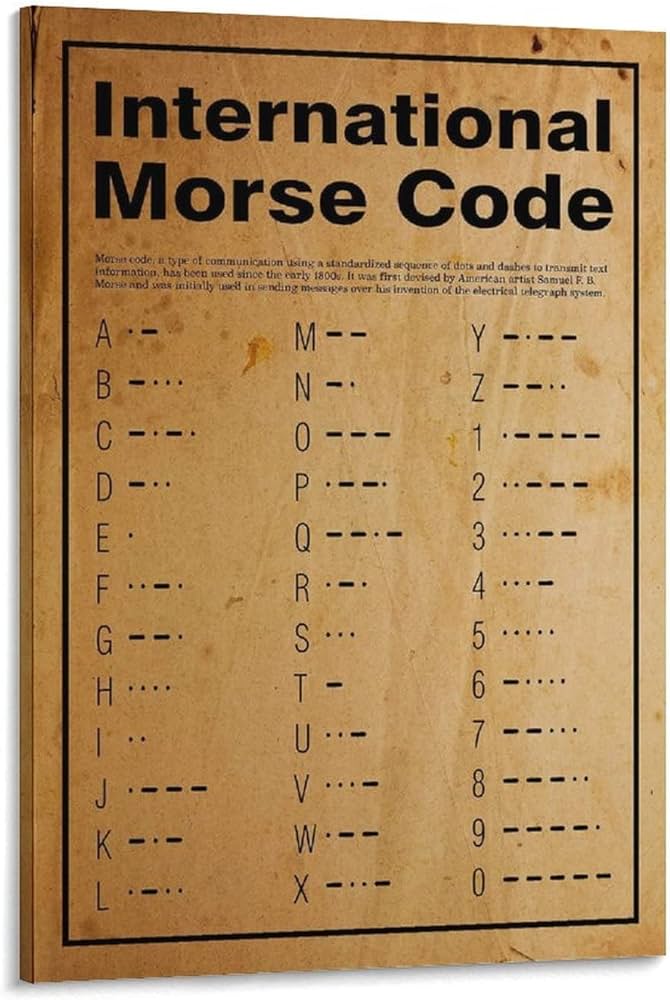 International
Morse Code
Morse code, a type of communication using a standardized sequence of dots and dashes to transmit text
information, has been used since the early 1800s. It was first devised by American artist Samuel F. B.
Morse and was initially used in sending messages over his invention of the electrical telegraph system.
A ·–
B –···
C –·–·
D –··
E ·
F ··–·
G ––·
H ····
I ··
J ·–––
K –·–
L ·–··
M ––
N –·
O –––
P ·––·
Q ––·–
R ·–·
S ···
T –
U ··–
V ···–
W ·––
X –··–
Y –·––
Z ––··
1 ·––––
2 ··–––
3 ···––
4 ···–
5 ·····
6 –····
7 ––···
8 –––··
9 ––––·
0 –––––